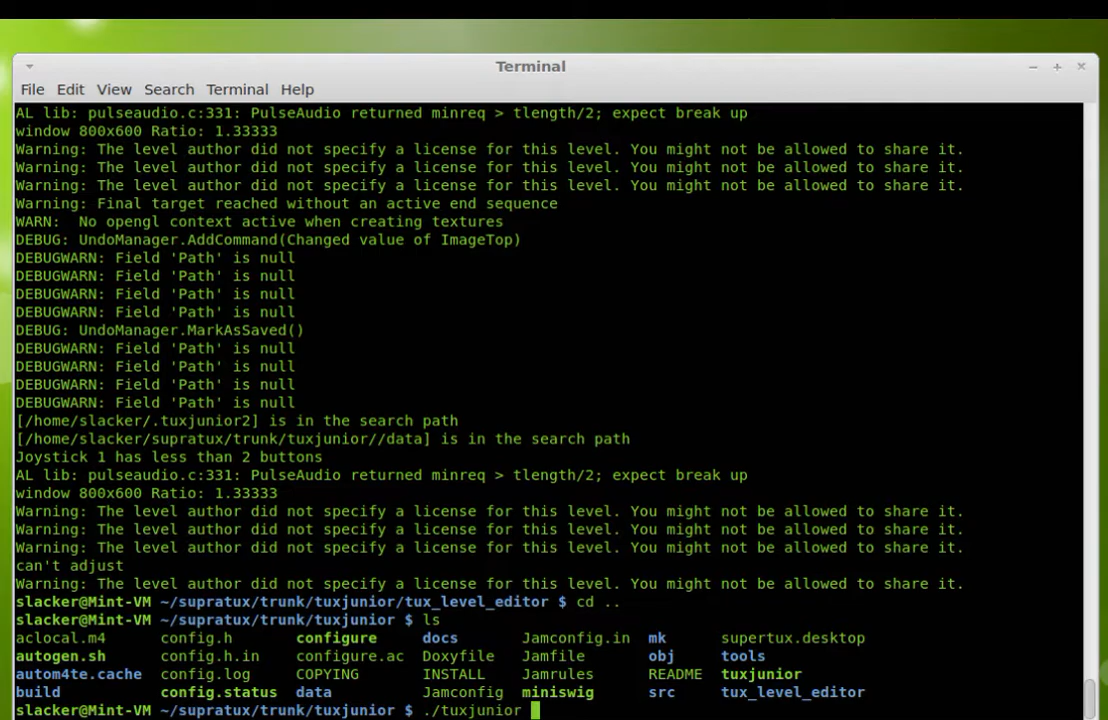 Terminal
File Edit View Search Terminal Help
AL lib: pulseaudio.c:331: PulseAudio returned minreq > tlength/2; expect break up
window 800x600 Ratio: 1.33333
Warning: The level author did not specify a license for this level. You might not be allowed to share it.
Warning: The level author did not specify a license for this level. You might not be allowed to share it.
Warning: The level author did not specify a license for this level. You might not be allowed to share it.
Warning: Final target reached without an active end sequence
WARN:  No opengl context active when creating textures
DEBUG: UndoManager.AddCommand(Changed value of ImageTop)
DEBUGWARN: Field 'Path' is null
DEBUGWARN: Field 'Path' is null
DEBUGWARN: Field 'Path' is null
DEBUGWARN: Field 'Path' is null
DEBUG: UndoManager.MarkAsSaved()
DEBUGWARN: Field 'Path' is null
DEBUGWARN: Field 'Path' is null
DEBUGWARN: Field 'Path' is null
DEBUGWARN: Field 'Path' is null
[/home/slacker/.tuxjunior2] is in the search path
[/home/slacker/supratux/trunk/tuxjunior//data] is in the search path
Joystick 1 has less than 2 buttons
AL lib: pulseaudio.c:331: PulseAudio returned minreq > tlength/2; expect break up
window 800x600 Ratio: 1.33333
Warning: The level author did not specify a license for this level. You might not be allowed to share it.
Warning: The level author did not specify a license for this level. You might not be allowed to share it.
Warning: The level author did not specify a license for this level. You might not be allowed to share it.
can't adjust
Warning: The level author did not specify a license for this level. You might not be allowed to share it.
slacker@Mint-VM ~/supratux/trunk/tuxjunior/tux_level_editor $ cd ..
slacker@Mint-VM ~/supratux/trunk/tuxjunior $ ls
aclocal.m4 config.h configure docs Jamconfig.in mk supertux.desktop
autogen.sh config.h.in configure.ac Doxyfile Jamfile obj tools
autom4te.cache config.log COPYING INSTALL Jamrules README tuxjunior
build config.status data Jamconfig miniswig src tux_level_editor
slacker@Mint-VM ~/supratux/trunk/tuxjunior $ ./tuxjunior